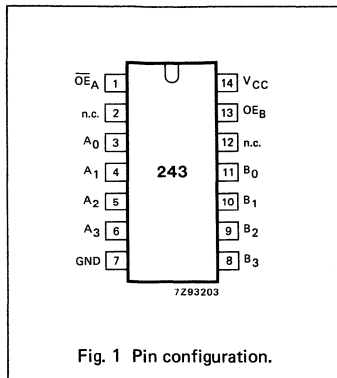 O̅E̅A 1
n.c. 2
A0 3
A1 4
A2 5
A3 6
GND 7
243
14 VCC
13 OEB
12 n.c.
11 B0
10 B1
9 B2
8 B3
7Z93203
Fig. 1 Pin configuration.